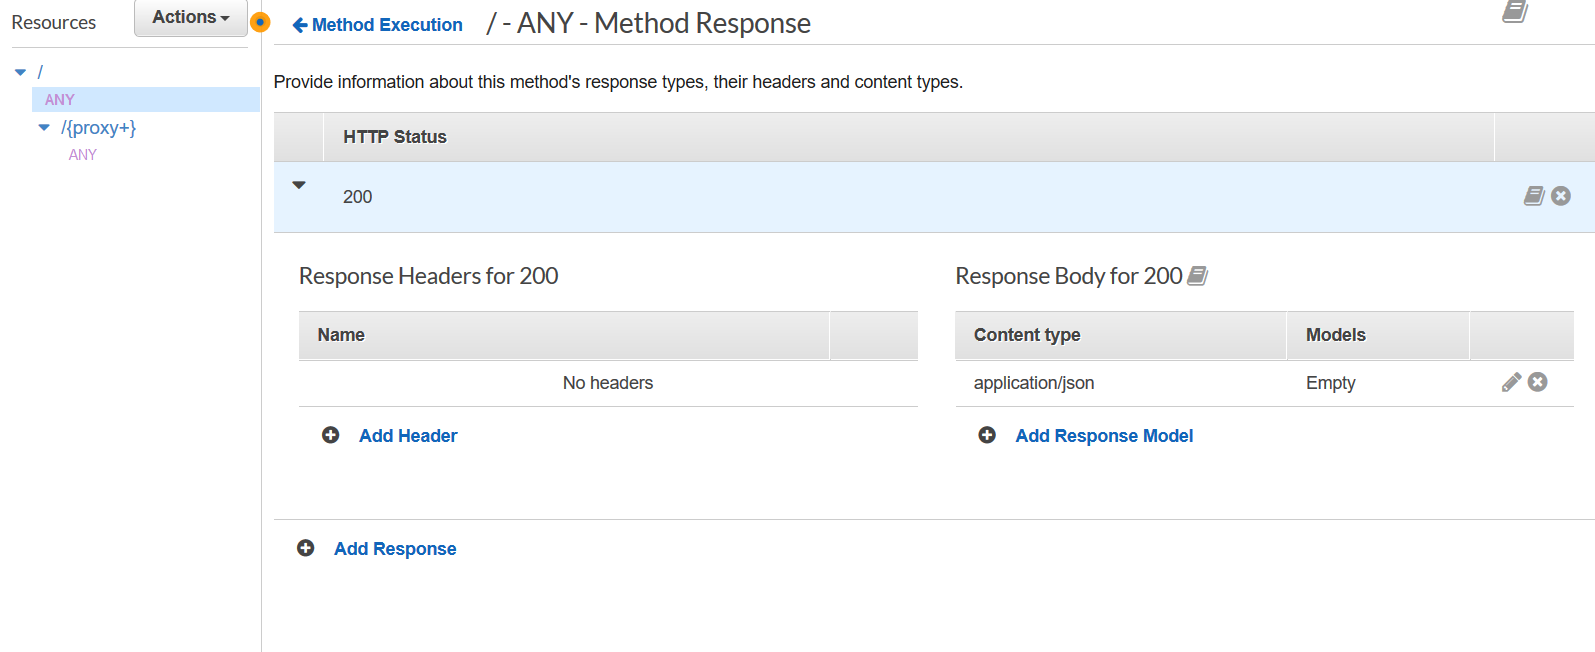 Resources
Actions
/
ANY
/{proxy+}
ANY
Method Execution
/ - ANY - Method Response
Provide information about this method's response types, their headers and content types.
HTTP Status
200
Response Headers for 200
Name
No headers
Add Header
Response Body for 200
Content type Models
application/json Empty
Add Response Model
Add Response